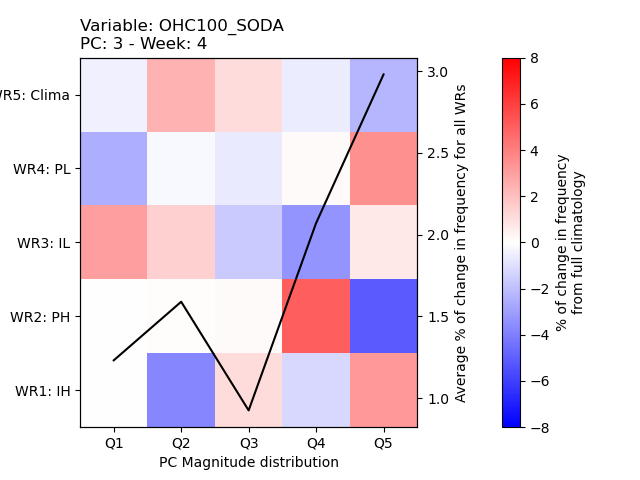 Variable: OHC100_SODA
PC: 3 - Week: 4
WR5: Clima
WR4: PL
WR3: IL
WR2: PH
WR1: IH
Q1 Q2 Q3 Q4 Q5
PC Magnitude distribution
3.0
2.5
2.0
1.5
1.0
Average % of change in frequency for all WRs
8
6
4
2
0
−2
−4
−6
−8
% of change in frequency
from full climatology